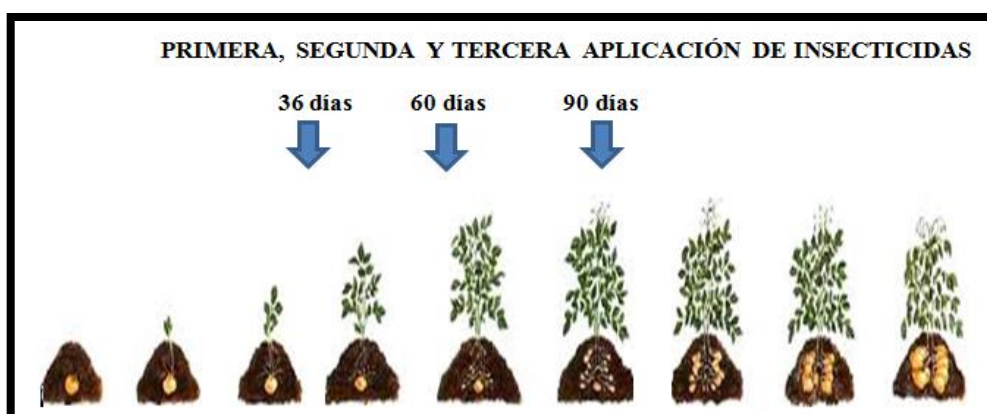 PRIMERA, SEGUNDA Y TERCERA APLICACIÓN DE INSECTICIDAS
36 días 60 días 90 días